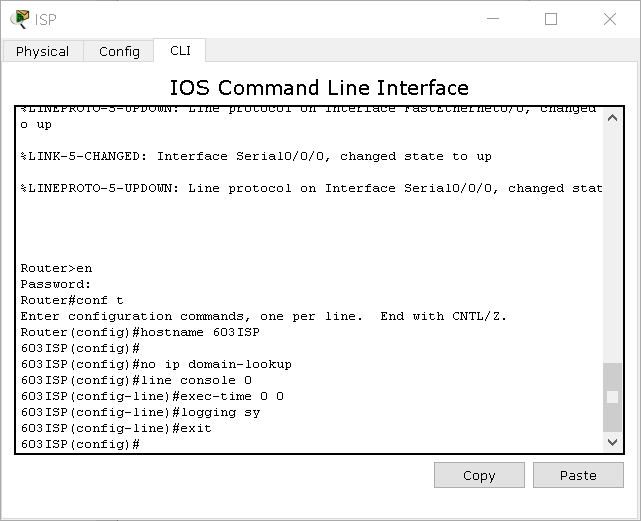 ISP
Physical Config CLI
IOS Command Line Interface
%LINEPROTO-5-UPDOWN: Line protocol on Interface FastEthernet0/0, changed
o up
%LINK-5-CHANGED: Interface Serial0/0/0, changed state to up
%LINEPROTO-5-UPDOWN: Line protocol on Interface Serial0/0/0, changed stat
Router>en
Password:
Router#conf t
Enter configuration commands, one per line.  End with CNTL/Z.
Router(config)#hostname 603ISP
603ISP(config)#
603ISP(config)#no ip domain-lookup
603ISP(config)#line console 0
603ISP(config-line)#exec-time 0 0
603ISP(config-line)#logging sy
603ISP(config-line)#exit
603ISP(config)#
Copy Paste